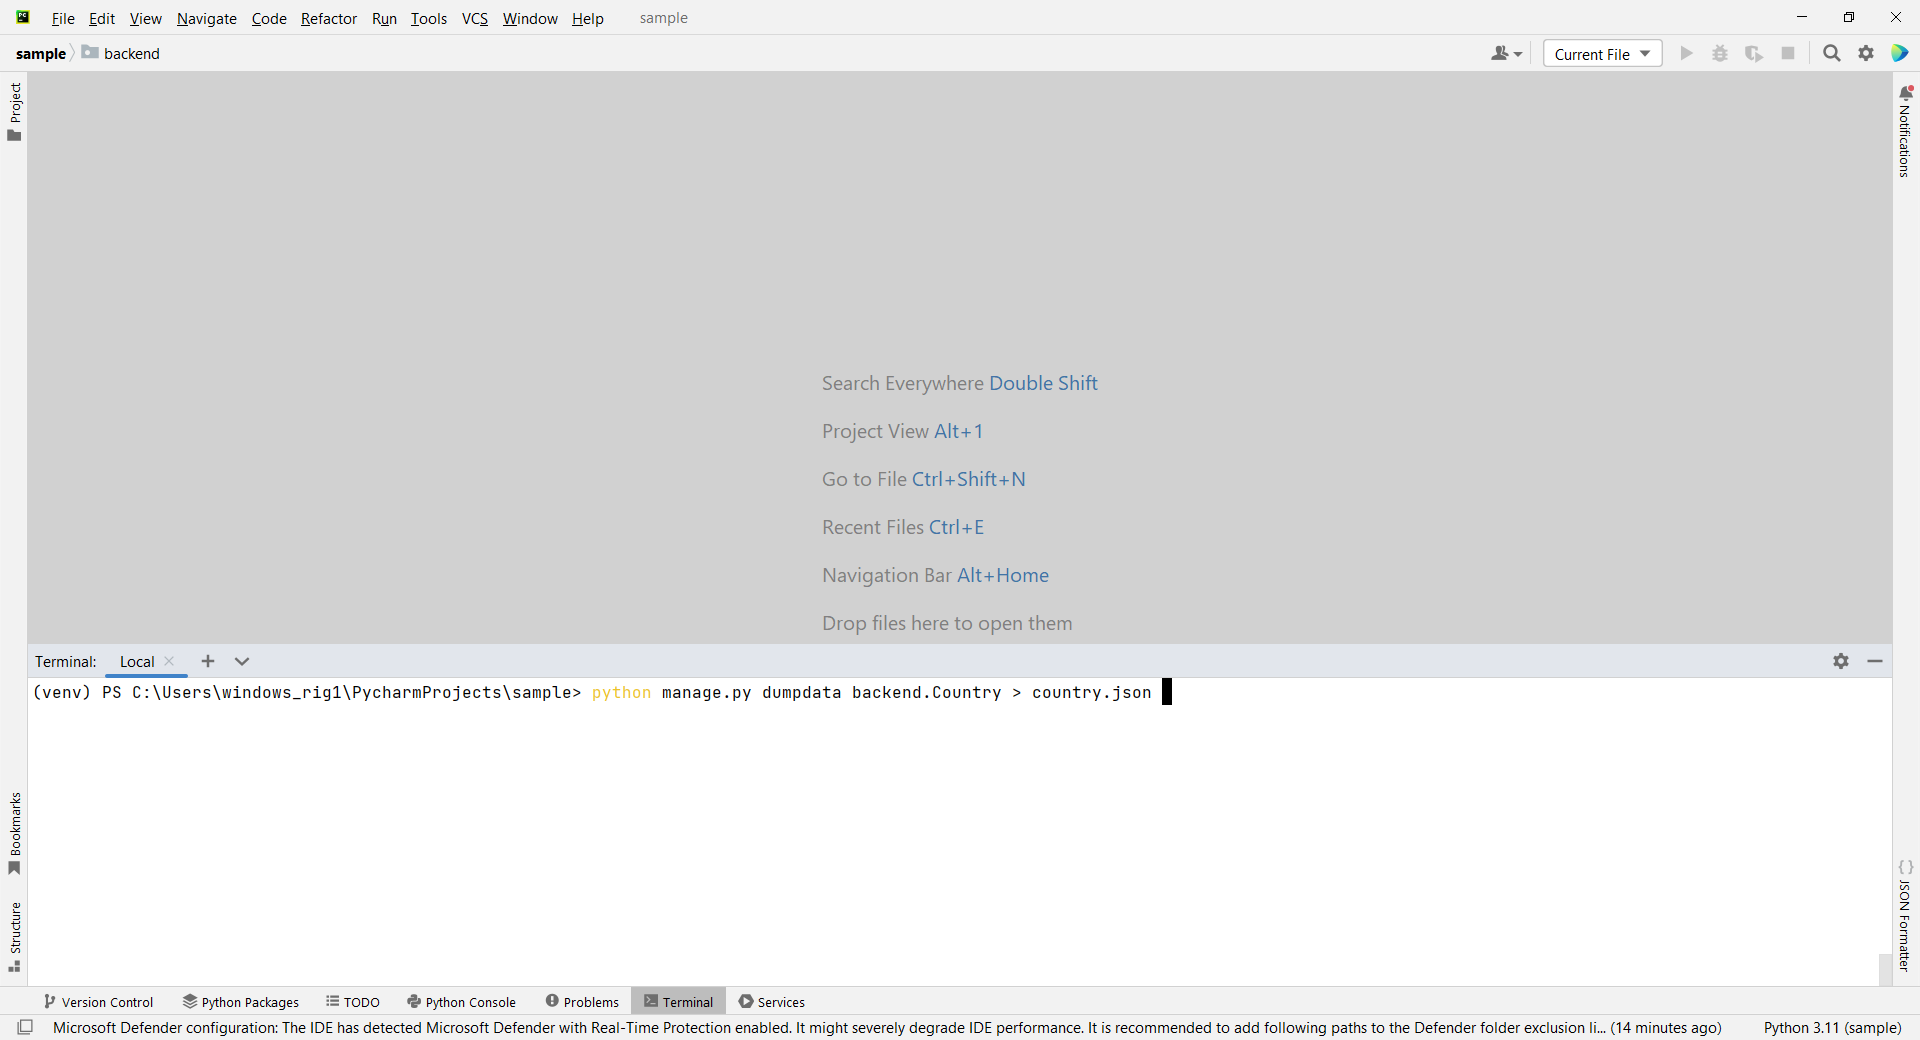 File Edit View Navigate Code Refactor Run Tools VCS Window Help sample
sample backend Current File
Project
Notifications
Search Everywhere Double Shift
Project View Alt+1
Go to File Ctrl+Shift+N
Recent Files Ctrl+E
Navigation Bar Alt+Home
Drop files here to open them
Terminal: Local
(venv) PS C:\Users\windows_rig1\PycharmProjects\sample> python manage.py dumpdata backend.Country > country.json
Bookmarks
Structure
JSON Formatter
Version Control Python Packages TODO Python Console Problems Terminal Services
Microsoft Defender configuration: The IDE has detected Microsoft Defender with Real-Time Protection enabled. It might severely degrade IDE performance. It is recommended to add following paths to the Defender folder exclusion li... (14 minutes ago) Python 3.11 (sample)